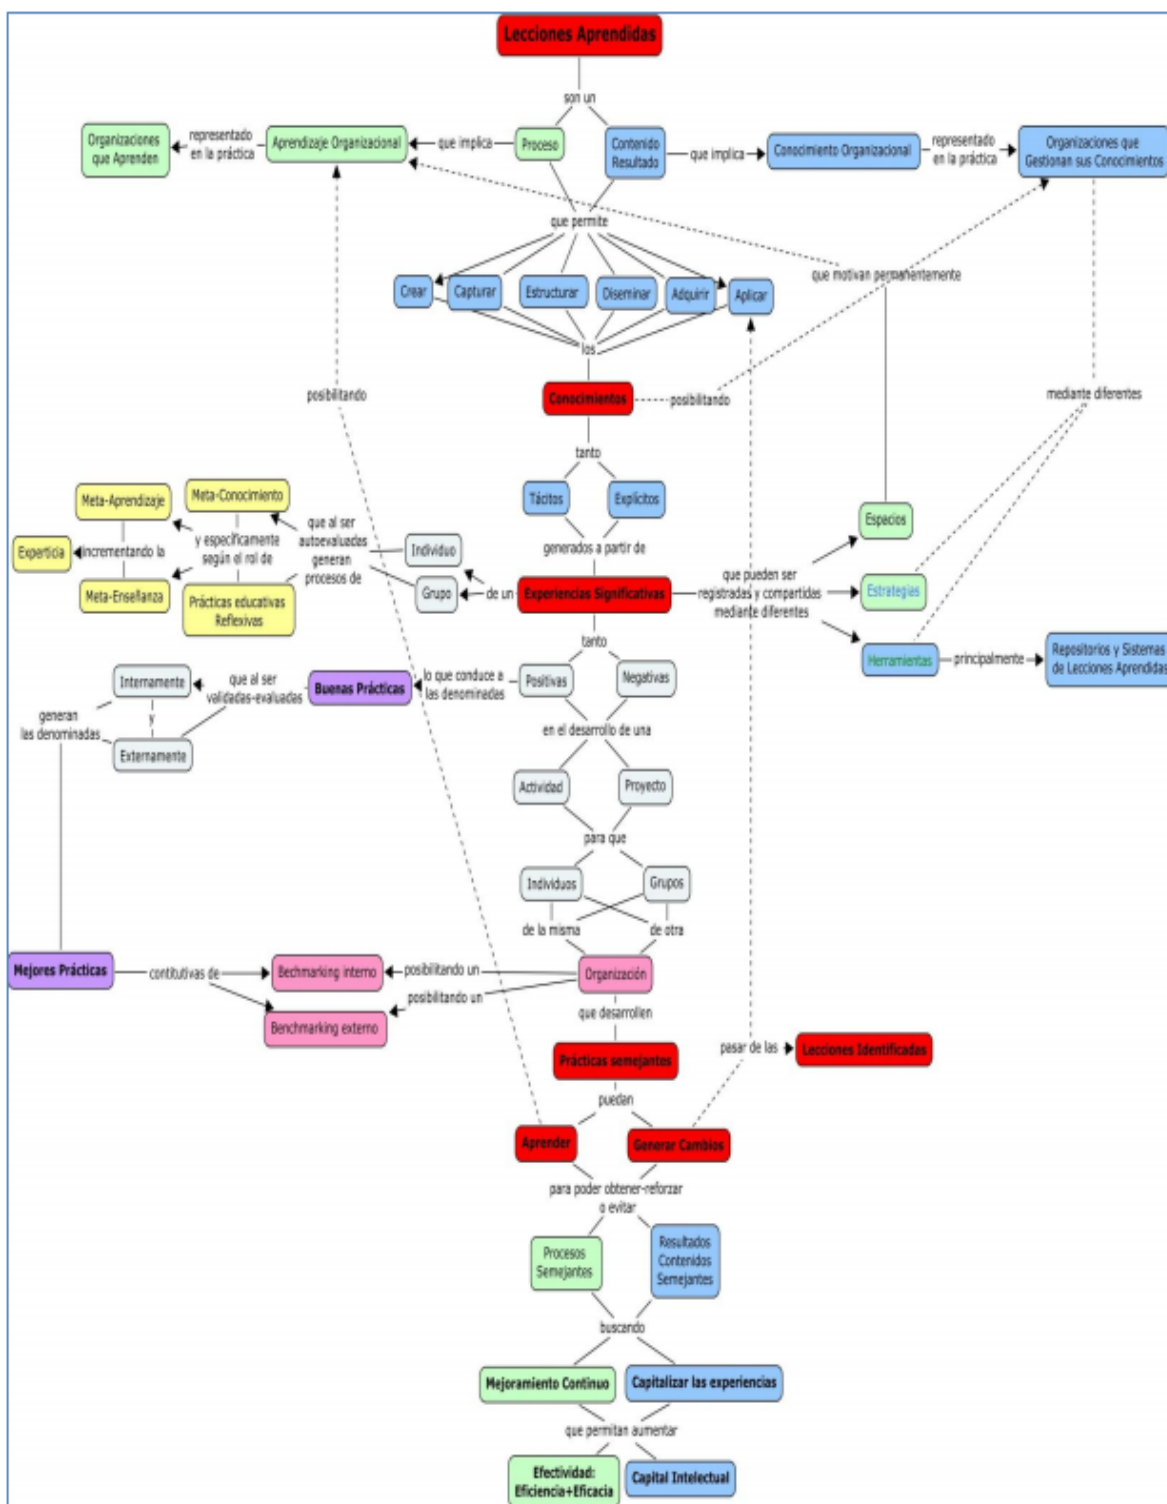 Lecciones Aprendidas
son un
Organizaciones
que Aprenden
representado
en la práctica
Aprendizaje Organizacional
que implica
Proceso
Contenido
Resultado
que implica
Conocimiento Organizacional
representado
en la práctica
Organizaciones que
Gestionan sus Conocimientos
que permite
que motivan permanentemente
Crear
Capturar
Estructurar
Diseminar
Adquirir
Aplicar
los
posibilitando
Conocimientos
posibilitando
mediante diferentes
tanto
Tácitos
Explícitos
Meta-Aprendizaje
Meta-Conocimiento
Experticia
incrementando la
y específicamente
según el rol de
que al ser
autoevaluadas
generan
procesos de
Meta-Enseñanza
Prácticas educativas
Reflexivas
Individuo
Grupo
de un
generados a partir de
Experiencias Significativas
que pueden ser
registradas y compartidas
mediante diferentes
Espacios
Estrategias
Herramientas
principalmente
Repositorios y Sistemas
de Lecciones Aprendidas
tanto
Positivas
Negativas
lo que conduce a
las denominadas
Buenas Prácticas
que al ser
validadas-evaluadas
Internamente
y
Externamente
generan
las denominadas
en el desarrollo de una
Actividad
Proyecto
para que
Individuos
Grupos
de la misma
de otra
Mejores Prácticas
contitutivas de
Bechmarking interno
posibilitando un
Organización
posibilitando un
Benchmarking externo
que desarrollen
Prácticas semejantes
pasar de las
Lecciones Identificadas
puedan
Aprender
Generar Cambios
para poder obtener-reforzar
o evitar
Procesos
Semejantes
Resultados
Contenidos
Semejantes
buscando
Mejoramiento Continuo
Capitalizar las experiencias
que permitan aumentar
Efectividad:
Eficiencia+Eficacia
Capital Intelectual